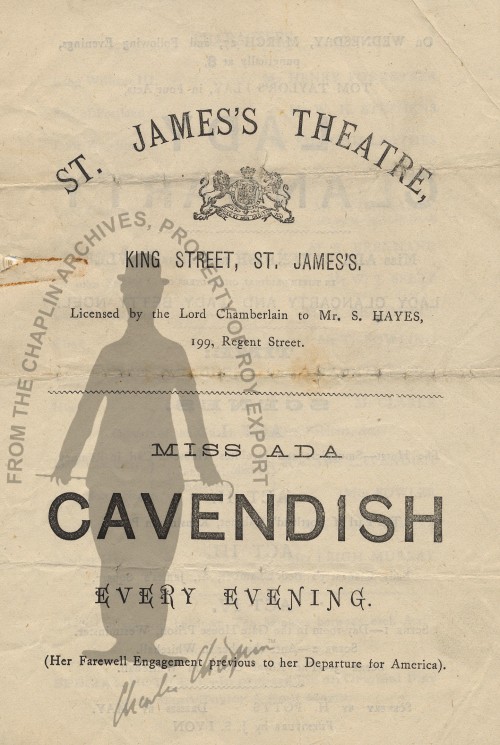 ST. JAMES'S THEATRE,
KING STREET, ST. JAMES'S.
Licensed by the Lord Chamberlain to Mr. S. HAYES,
199, Regent Street.
MISS ADA
CAVENDISH
EVERY EVENING.
(Her Farewell Engagement previous to her Departure for America).
Charlie Chaplin
FROM THE CHAPLIN ARCHIVES, PROPERTY OF ROY EXPORT